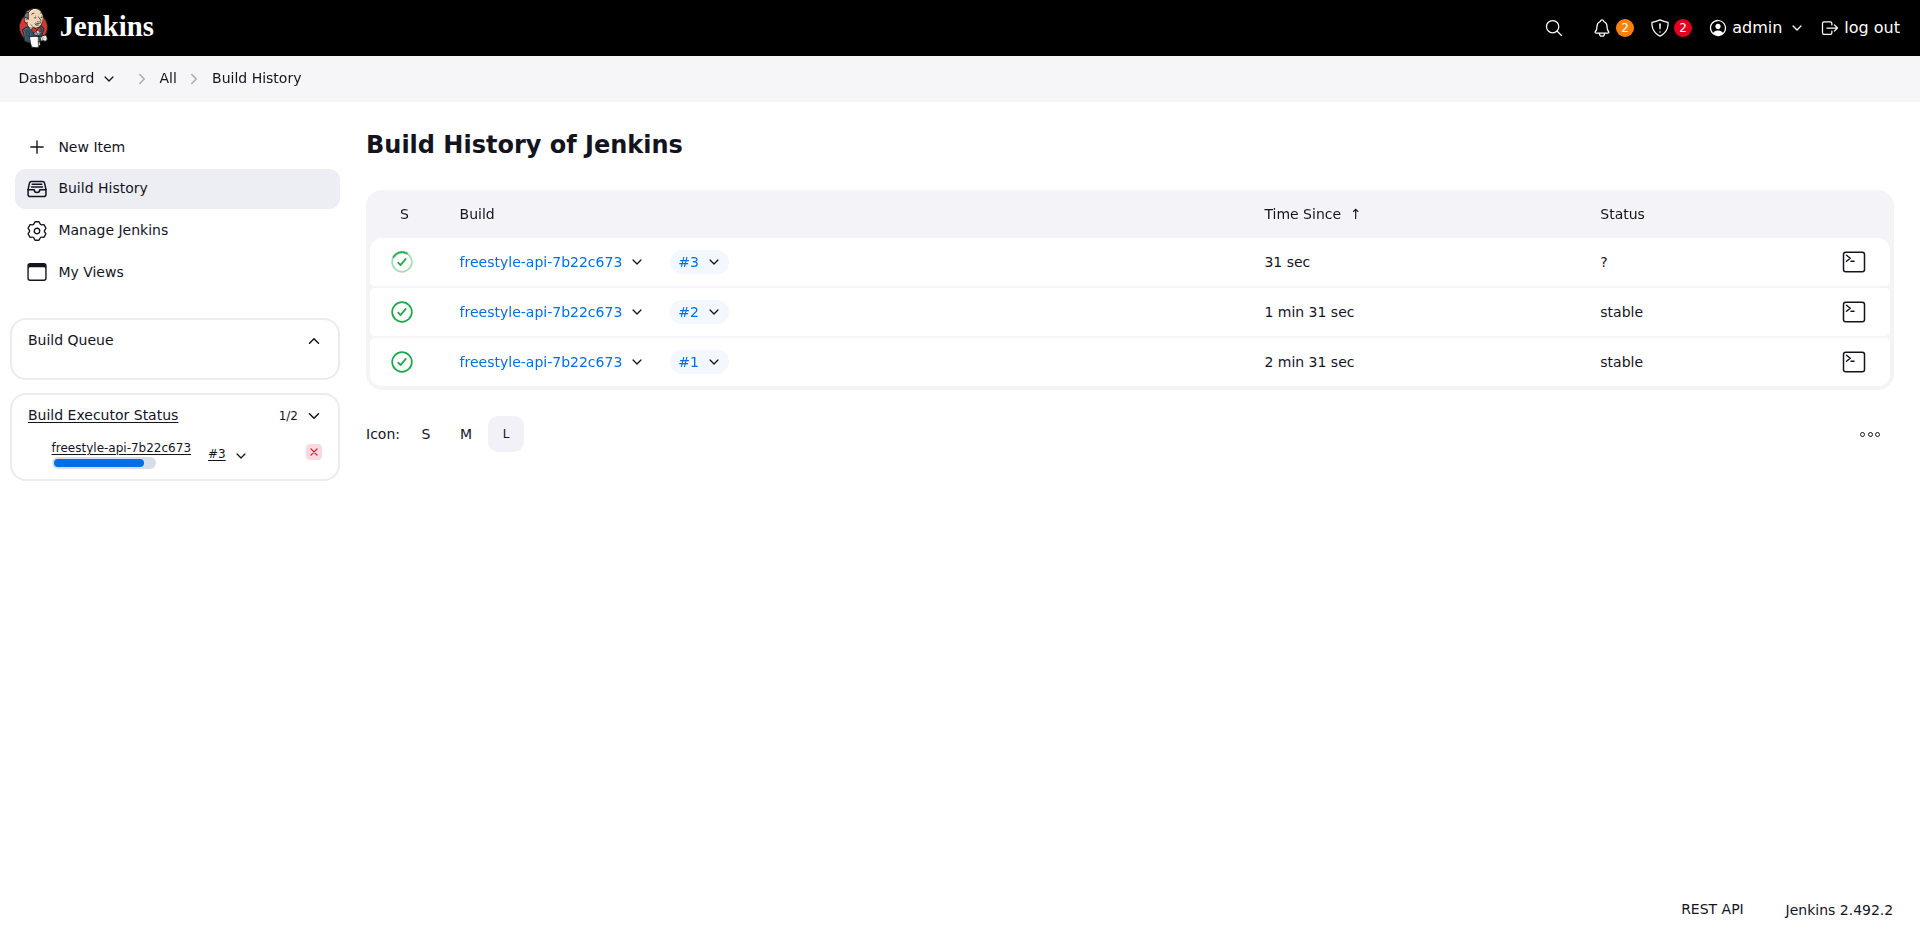 Jenkins
2
2
admin
log out
Dashboard
All
Build History
New Item
Build History
Manage Jenkins
My Views
Build Queue
Build Executor Status 1/2
freestyle-api-7b22c673 #3
Build History of Jenkins
S Build Time Since ↑ Status
freestyle-api-7b22c673 #3 31 sec ?
freestyle-api-7b22c673 #2 1 min 31 sec stable
freestyle-api-7b22c673 #1 2 min 31 sec stable
Icon: S M L
REST API Jenkins 2.492.2